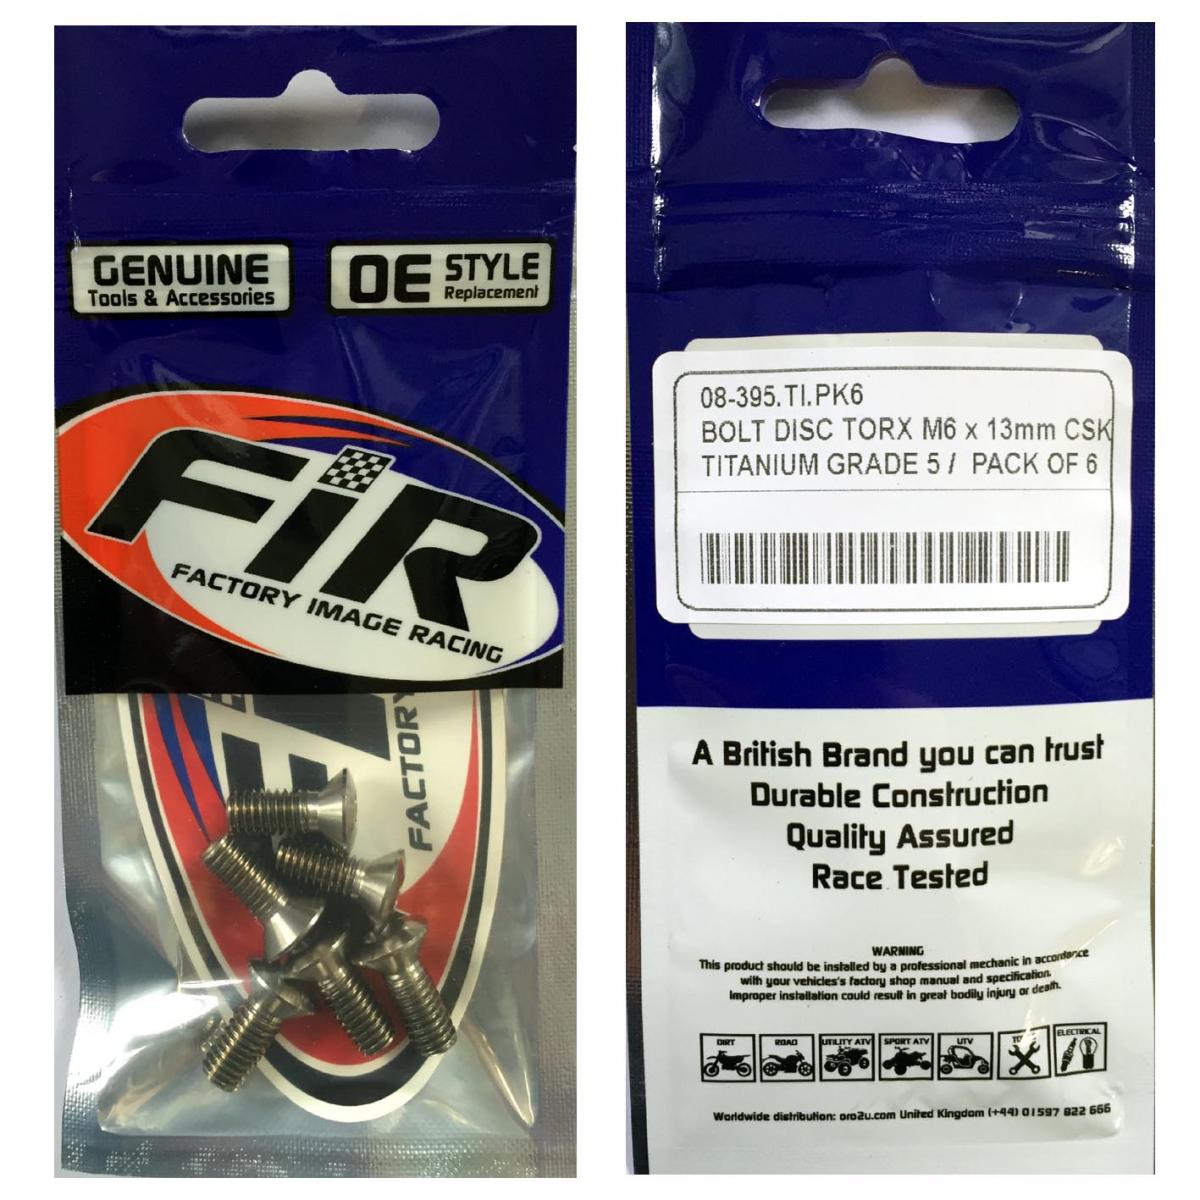 GENUINE
Tools & Accessories
OE STYLE
Replacement
FiR
FACTORY IMAGE RACING
FACTORY
08-395.TI.PK6
BOLT DISC TORX M6 x 13mm CSK
TITANIUM GRADE 5 / PACK OF 6
A British Brand you can trust
Durable Construction
Quality Assured
Race Tested
WARNING
This product should be installed by a professional mechanic in accordance
with your vehicles's factory shop manual and specification.
Improper installation could result in great bodily injury or death.
DIRT ROAD UTILITY ATV SPORT ATV UTV TOOLS ELECTRICAL
Worldwide distribution: oro2u.com United Kingdom (+44) 01597 822 666